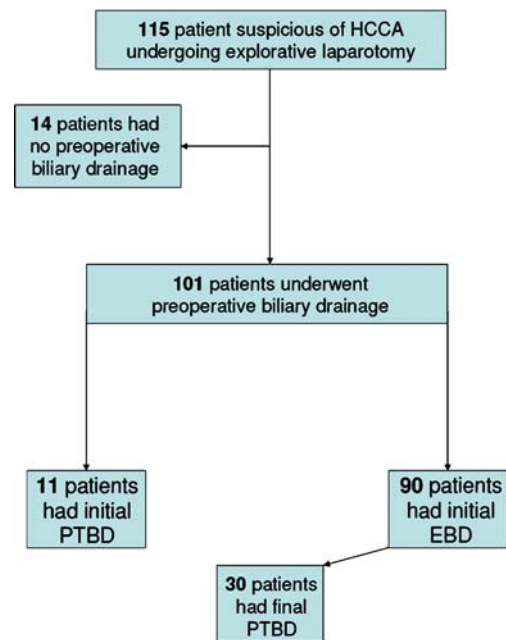 115 patient suspicious of HCCA
undergoing explorative laparotomy
14 patients had
no preoperative
biliary drainage
101 patients underwent
preoperative biliary drainage
11 patients
had initial
PTBD
90 patients
had initial
EBD
30 patients
had final
PTBD